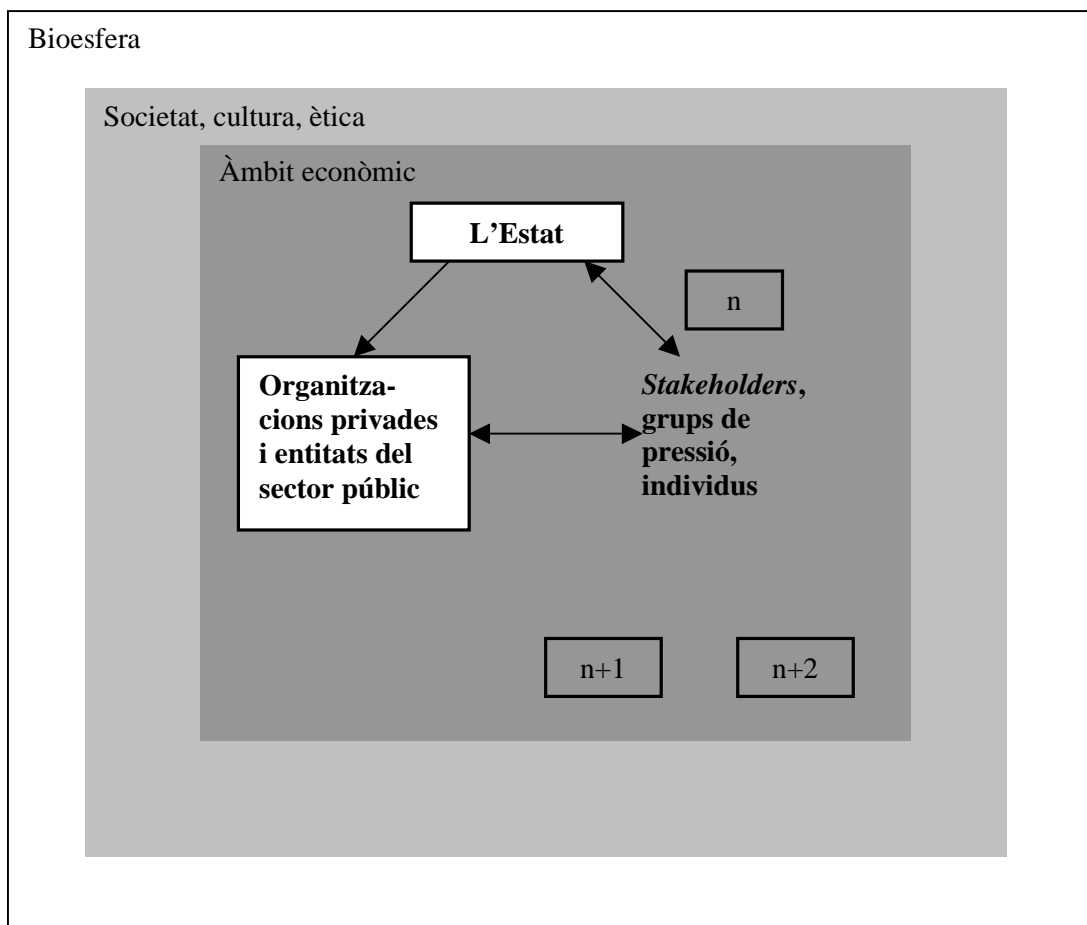 Bioesfera
Societat, cultura, ètica
Àmbit econòmic
L’Estat
n
Organitza-
cions privades
i entitats del
sector públic
Stakeholders,
grups de
pressió,
individus
n+1
n+2